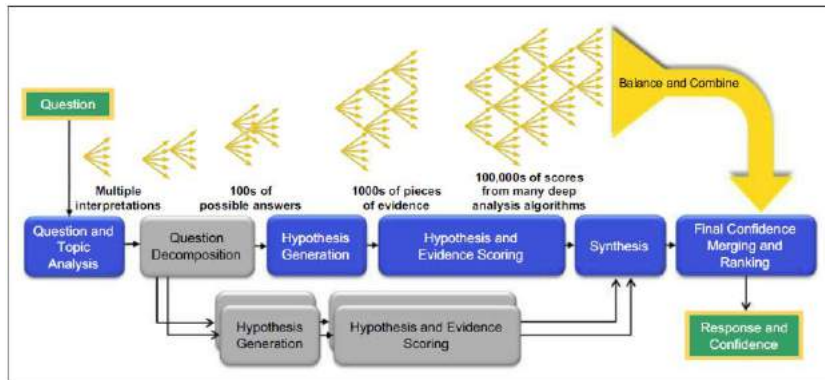 Question
Balance and Combine
Multiple
interpretations
100s of
possible answers
1000s of pieces
of evidence
100,000s of scores
from many deep
analysis algorithms
Question and
Topic
Analysis
Question
Decomposition
Hypothesis
Generation
Hypothesis and
Evidence Scoring
Synthesis
Final Confidence
Merging and
Ranking
Hypothesis
Generation
Hypothesis and Evidence
Scoring
Response and
Confidence